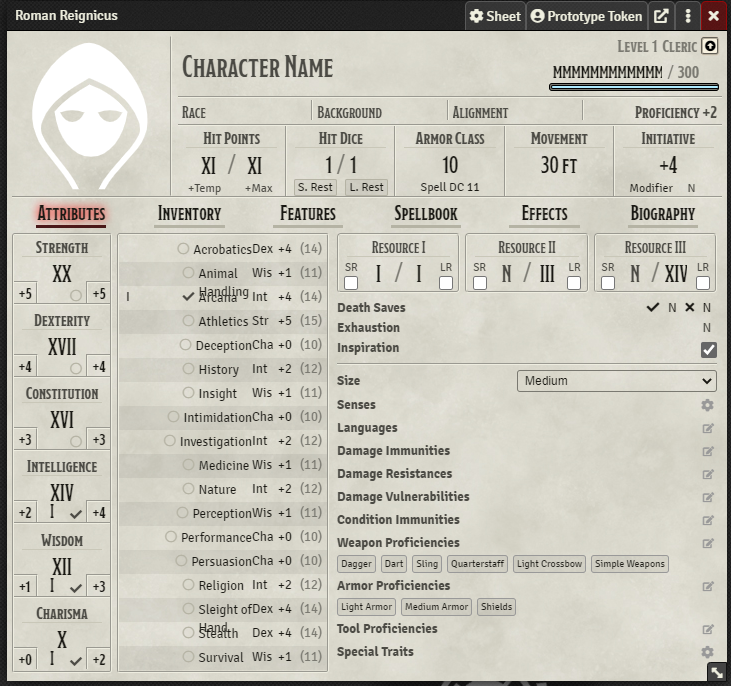 Roman Reignicus
Sheet
Prototype Token
Level 1 Cleric
Character Name
MMMMMMMMMMMM / 300
Race
Background
Alignment
Proficiency +2
Hit Points
Hit Dice
Armor Class
Movement
Initiative
XI / XI
1 / 1
10
30 ft
+4
+Temp
+Max
S. Rest
L. Rest
Spell DC 11
Modifier
N
Attributes
Inventory
Features
Spellbook
Effects
Biography
Strength
XX
+5
+5
Dexterity
XVII
+4
+4
Constitution
XVI
+3
+3
Intelligence
XIV
+2
I
+4
Wisdom
XII
+1
I
+3
Charisma
X
+0
I
+2
Acrobatics Dex +4 (14)
Animal Handling Wis +1 (11)
I Arcana Int +4 (14)
Athletics Str +5 (15)
Deception Cha +0 (10)
History Int +2 (12)
Insight Wis +1 (11)
Intimidation Cha +0 (10)
Investigation Int +2 (12)
Medicine Wis +1 (11)
Nature Int +2 (12)
Perception Wis +1 (11)
Performance Cha +0 (10)
Persuasion Cha +0 (10)
Religion Int +2 (12)
Sleight of Hand Dex +4 (14)
Stealth Dex +4 (14)
Survival Wis +1 (11)
Resource I
SR I / I LR
Resource II
SR N / III LR
Resource III
SR N / XIV LR
Death Saves N N
Exhaustion N
Inspiration
Size Medium
Senses
Languages
Damage Immunities
Damage Resistances
Damage Vulnerabilities
Condition Immunities
Weapon Proficiencies
Dagger Dart Sling Quarterstaff Light Crossbow Simple Weapons
Armor Proficiencies
Light Armor Medium Armor Shields
Tool Proficiencies
Special Traits